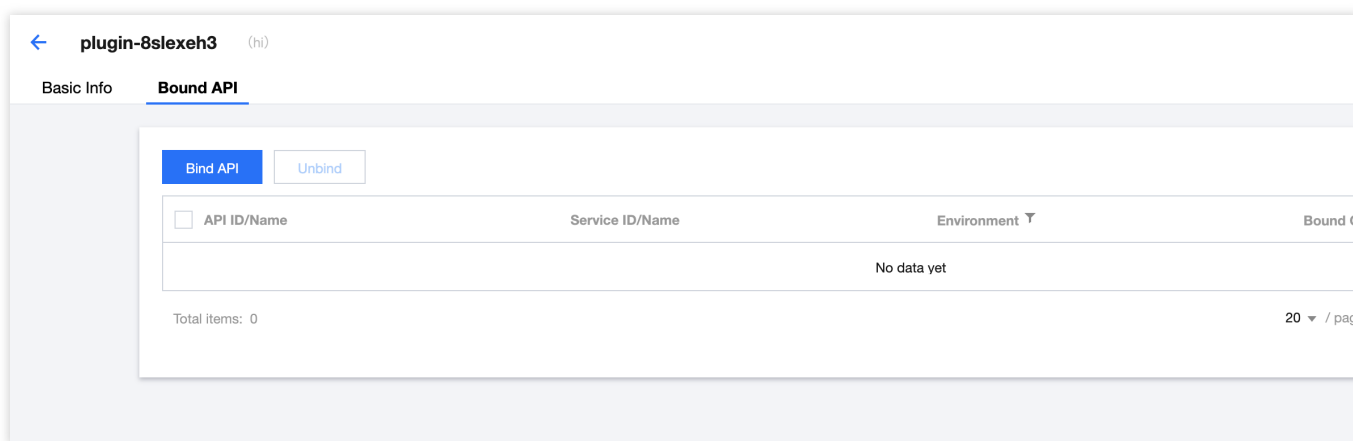 plugin-8slexeh3 (hi)
Basic Info Bound API
Bind API Unbind
API ID/Name Service ID/Name Environment Bound
No data yet
Total items: 0 20 /